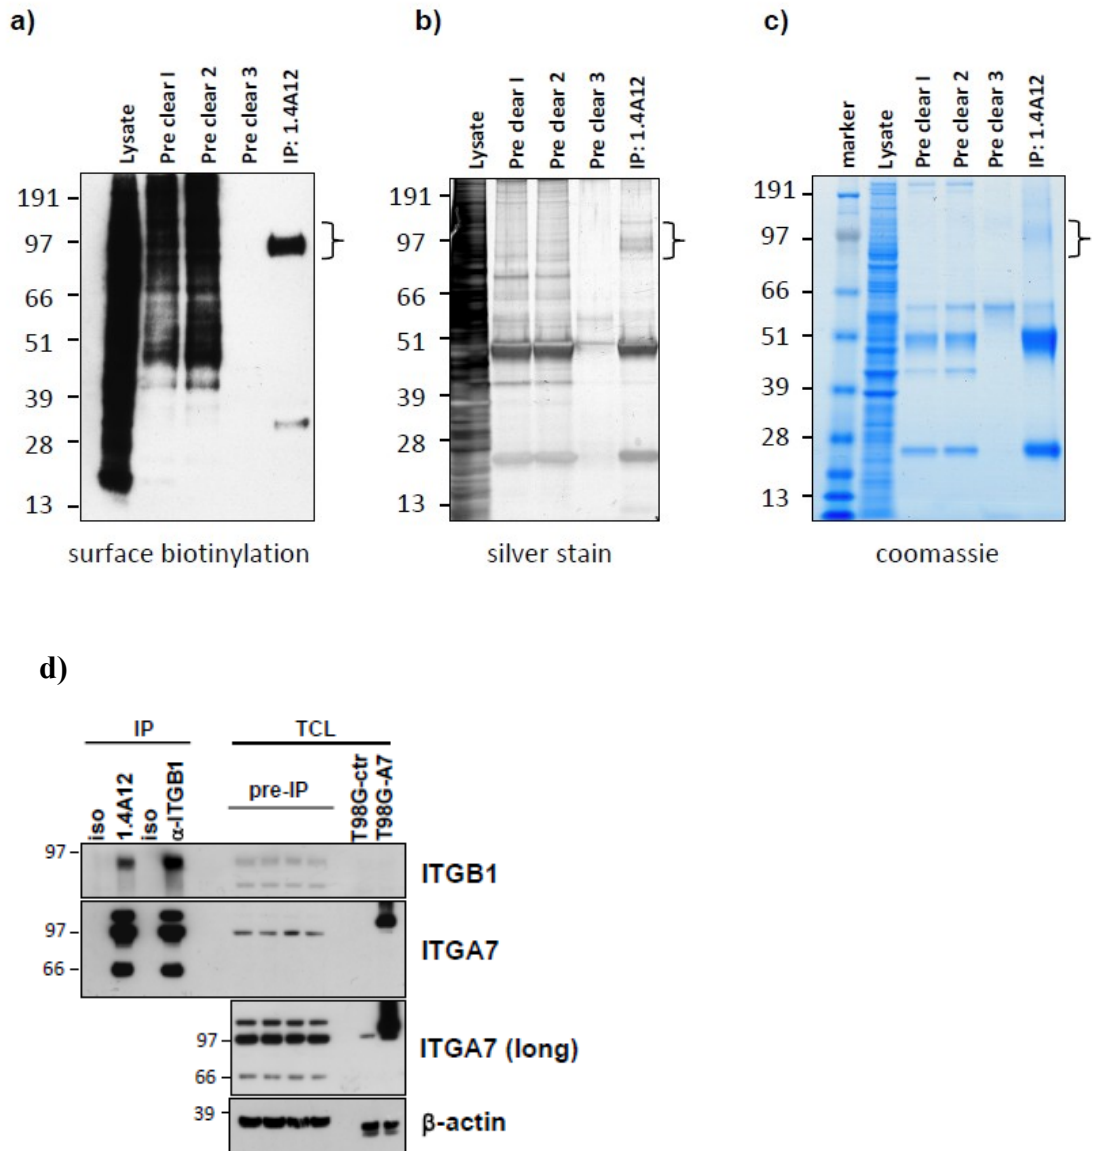 a)
b)
c)
Lysate
Pre clear I
Pre clear 2
Pre clear 3
IP: 1.4A12
Lysate
Pre clear I
Pre clear 2
Pre clear 3
IP: 1.4A12
marker
Lysate
Pre clear 1
Pre clear 2
Pre clear 3
IP: 1.4A12
191
97
66
51
39
28
13
191
97
66
51
39
28
13
191
97
66
51
39
28
13
surface biotinylation
silver stain
coomassie
d)
IP
TCL
iso
1.4A12
iso
α-ITGB1
pre-IP
T98G-ctr
T98G-A7
97
ITGB1
97
66
ITGA7
97
66
ITGA7 (long)
39
β-actin